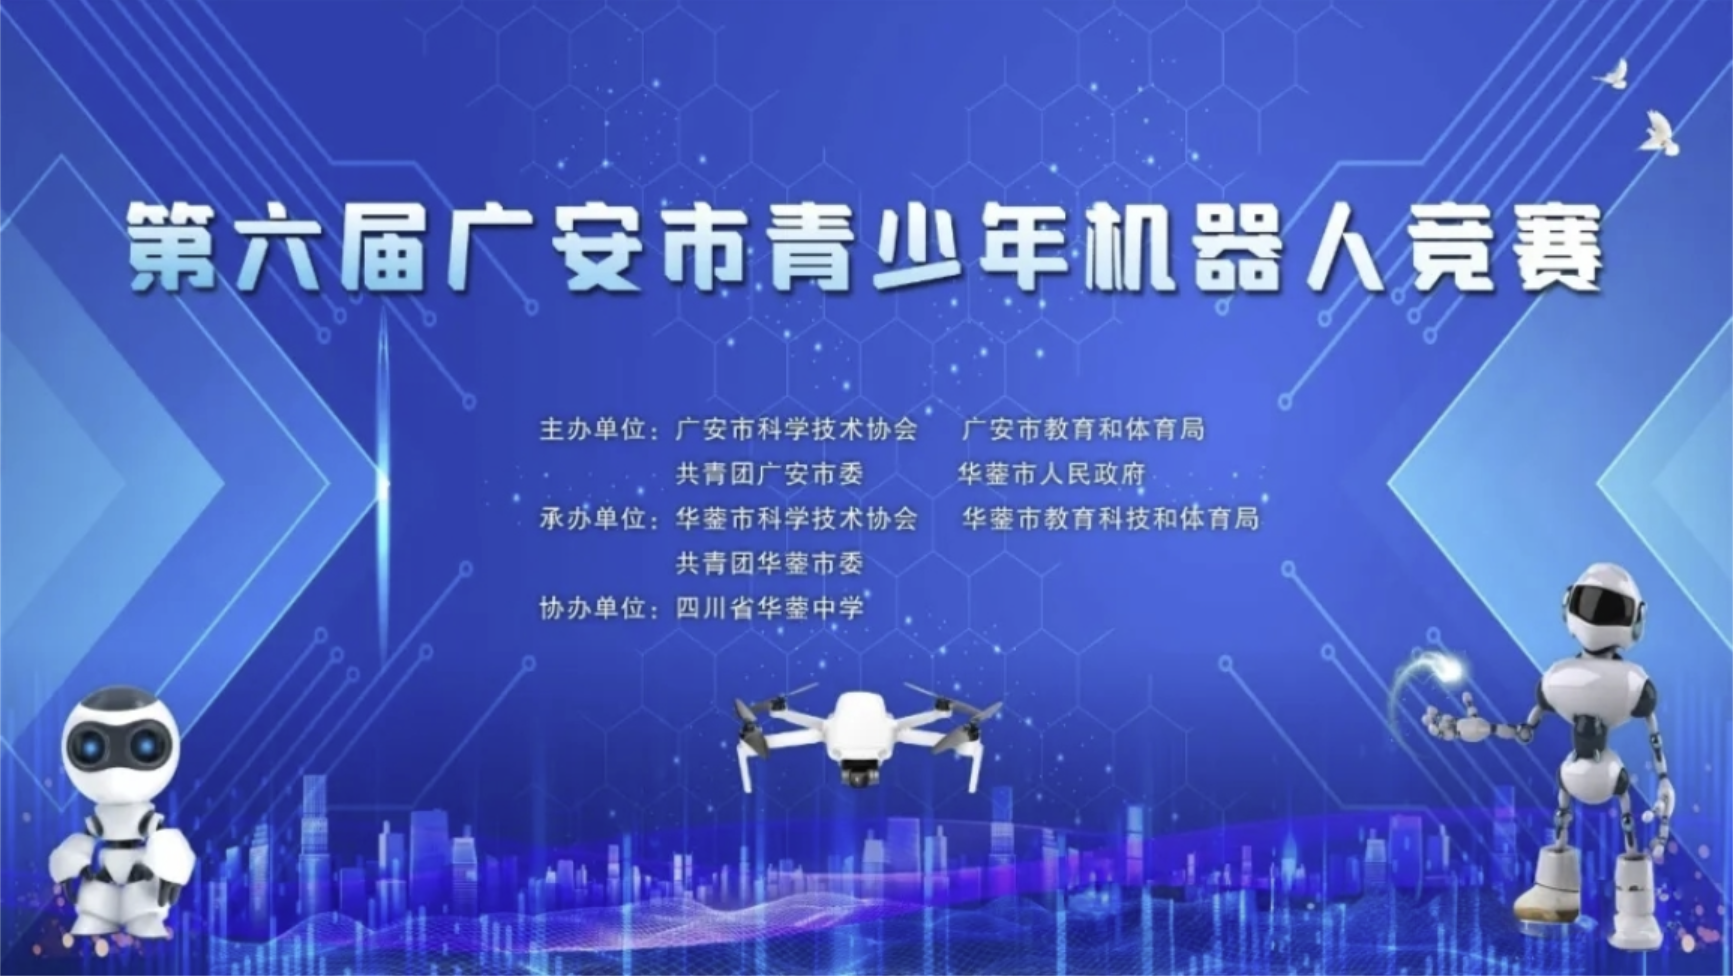 第六届广安市青少年机器人竞赛
主办单位：广安市科学技术协会 广安市教育和体育局
共青团广安市委 华蓥市人民政府
承办单位：华蓥市科学技术协会 华蓥市教育科技和体育局
共青团华蓥市委
协办单位：四川省华蓥中学